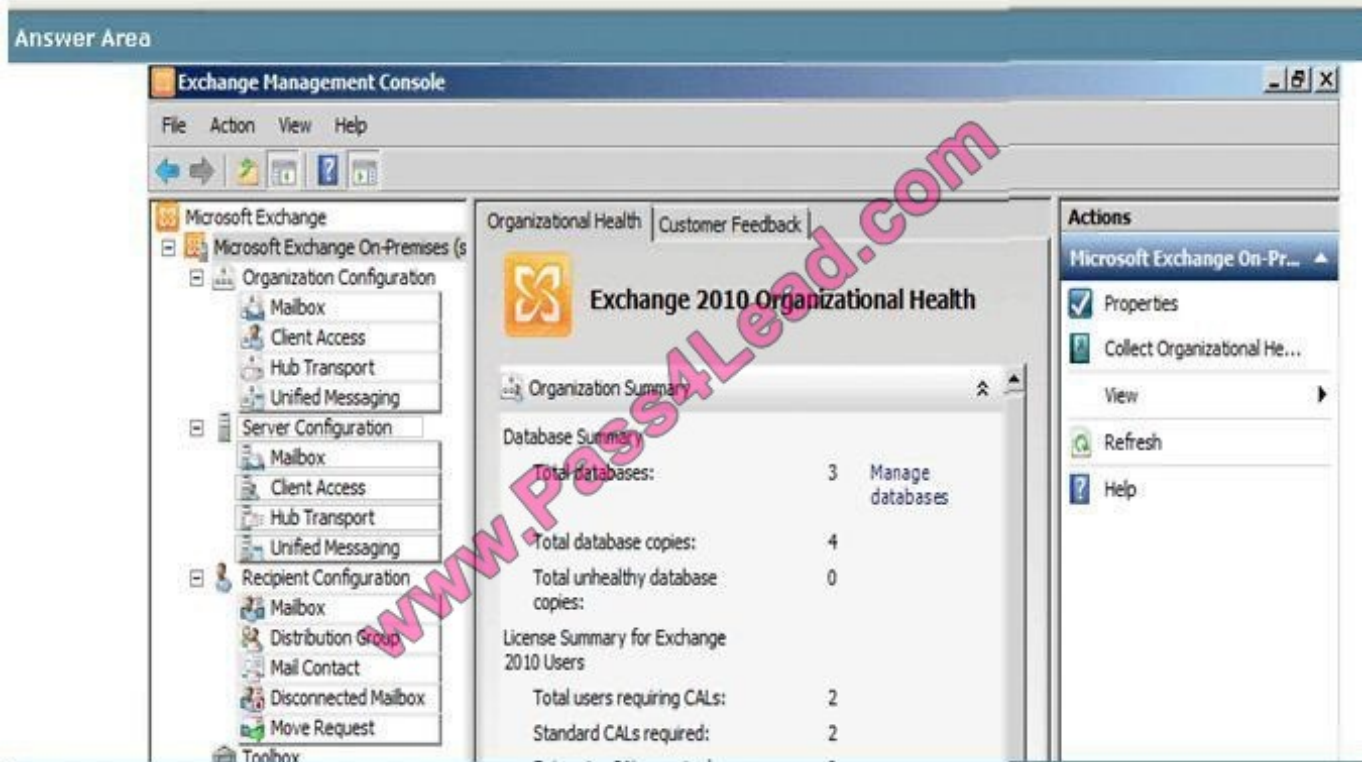 Answer Area
Exchange Management Console
File Action View Help
Microsoft Exchange
Microsoft Exchange On-Premises (s
Organization Configuration
Mailbox
Client Access
Hub Transport
Unified Messaging
Server Configuration
Mailbox
Client Access
Hub Transport
Unified Messaging
Recipient Configuration
Mailbox
Distribution Group
Mail Contact
Disconnected Mailbox
Move Request
Toolbox
Organizational Health Customer Feedback
Exchange 2010 Organizational Health
Organization Summary
Database Summary
Total databases: 3 Manage databases
Total database copies: 4
Total unhealthy database copies: 0
License Summary for Exchange
2010 Users
Total users requiring CALs: 2
Standard CALs required: 2
Actions
Microsoft Exchange On-Pr...
Properties
Collect Organizational He...
View
Refresh
Help
www.Pass4Lead.com